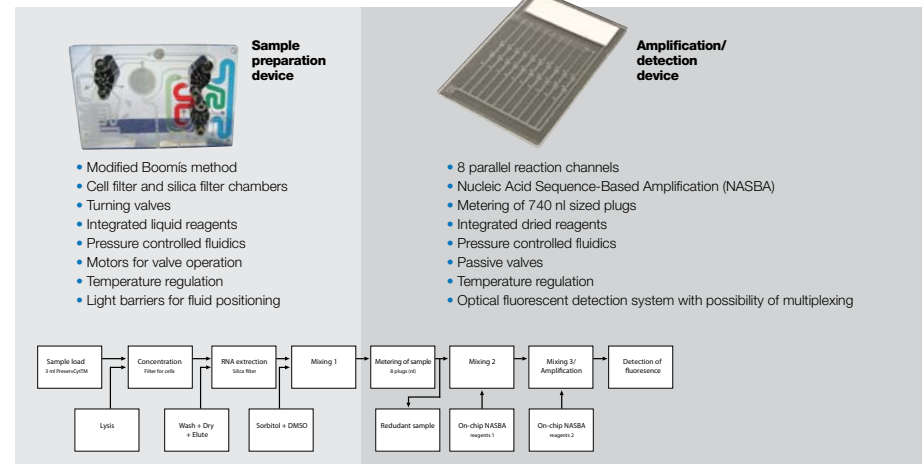 Sample
preparation
device
Amplification/
detection
device
• Modified Boomís method
• Cell filter and silica filter chambers
• Turning valves
• Integrated liquid reagents
• Pressure controlled fluidics
• Motors for valve operation
• Temperature regulation
• Light barriers for fluid positioning
• 8 parallel reaction channels
• Nucleic Acid Sequence-Based Amplification (NASBA)
• Metering of 740 nl sized plugs
• Integrated dried reagents
• Pressure controlled fluidics
• Passive valves
• Temperature regulation
• Optical fluorescent detection system with possibility of multiplexing
Sample load
3 ml PreservCytTM
Concentration
Filter for cells
RNA extrection
Silica filter
Mixing 1
Metering of sample
8 plugs (nl)
Mixing 2
Mixing 3/
Amplification
Detection of
fluoresence
Lysis
Wash + Dry
+ Elute
Sorbitol + DMSO
Redudant sample
On-chip NASBA
reagents 1
On-chip NASBA
reagents 2